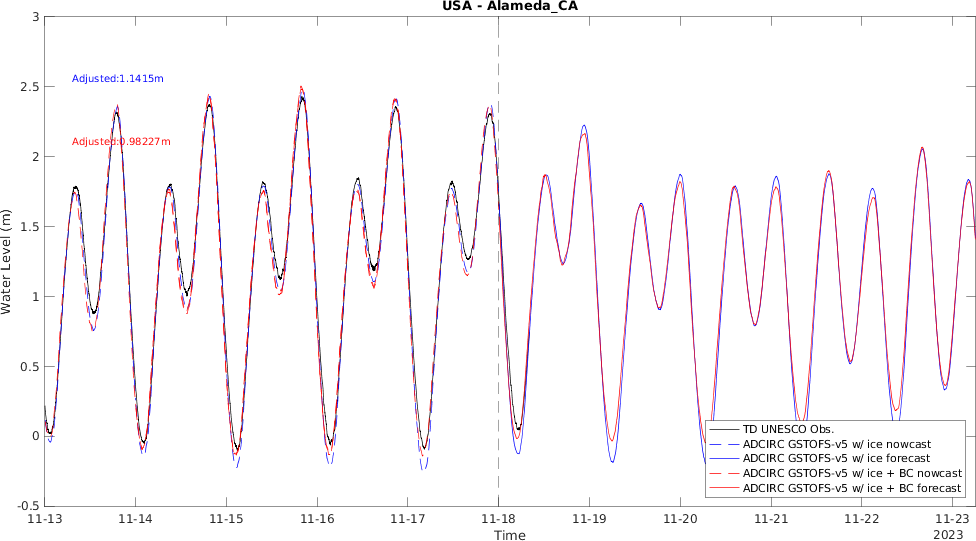 USA - Alameda_CA
3
2.5
2
1.5
1
0.5
0
-0.5
Water Level (m)
Adjusted:1.1415m
Adjusted:0.98227m
TD UNESCO Obs.
ADCIRC GSTOFS-v5 w/ ice nowcast
ADCIRC GSTOFS-v5 w/ ice forecast
ADCIRC GSTOFS-v5 w/ ice + BC nowcast
ADCIRC GSTOFS-v5 w/ ice + BC forecast
11-13 11-14 11-15 11-16 11-17 11-18 11-19 11-20 11-21 11-22 11-23
Time
2023